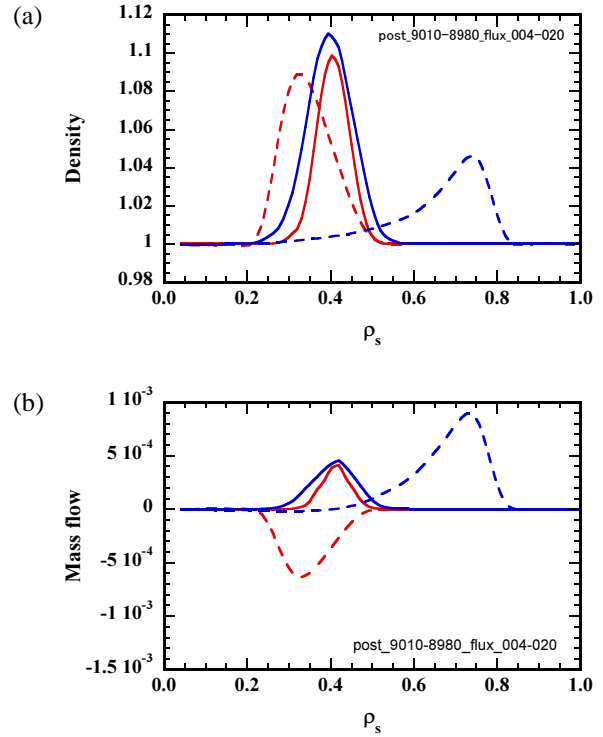 (a)
post_9010-8980_flux_004-020
Density
1.12
1.1
1.08
1.06
1.04
1.02
1
0.98
0.0 0.2 0.4 0.6 0.8 1.0
ρs
(b)
Mass flow
1 10-3
5 10-4
0
-5 10-4
-1 10-3
-1.5 10-3
post_9010-8980_flux_004-020
0.0 0.2 0.4 0.6 0.8 1.0
ρs